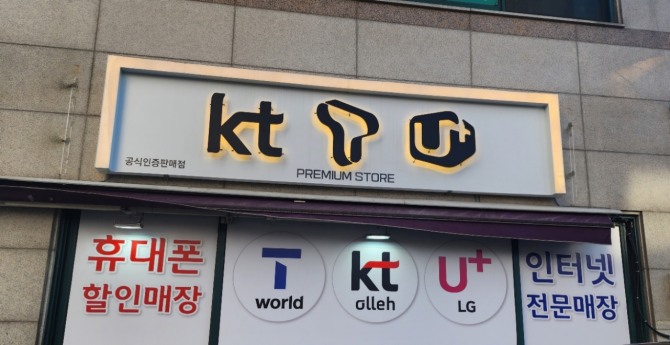 kt T U+
공식인증판매점
PREMIUM STORE
휴대폰
할인매장
T
world
kt
olleh
U+
LG
인터넷
전문매장